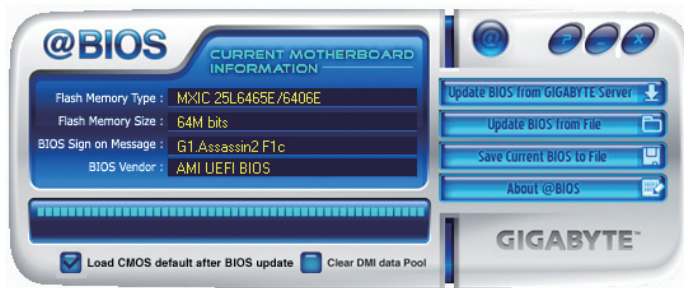 @BIOS
CURRENT MOTHERBOARD
INFORMATION
Flash Memory Type : MXIC 25L6465E/6406E
Flash Memory Size : 64M bits
BIOS Sign on Message : G1.Assassin2 F1c
BIOS Vendor : AMI UEFI BIOS
Load CMOS default after BIOS update
Clear DMI data Pool
@
? _ X
Update BIOS from GIGABYTE Server
Update BIOS from File
Save Current BIOS to File
About @BIOS
GIGABYTE™